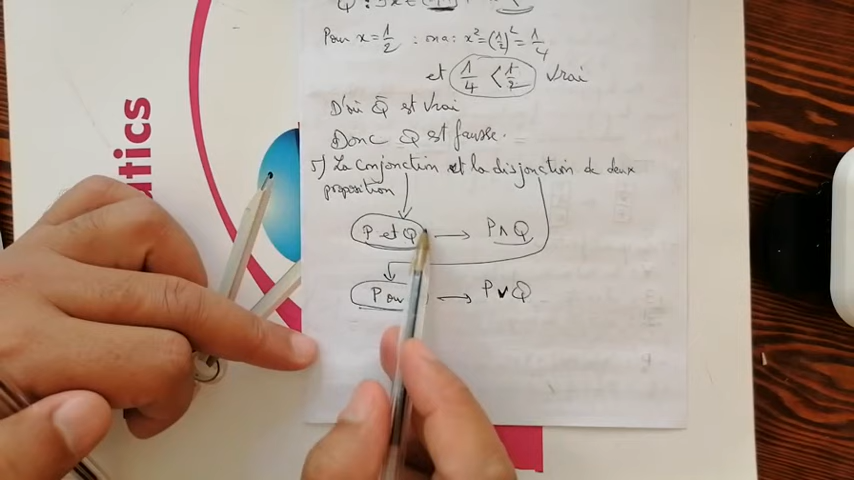 Pour x = 1/2 : on a : x² = (1/2)² = 1/4
et 1/4 < 1/2 vrai
D'où Q̄ est vrai
Donc Q est fausse.
5) La conjonction et la disjonction de deux
proposition
P et Q → P ∧ Q
P ou → P ∨ Q
matics